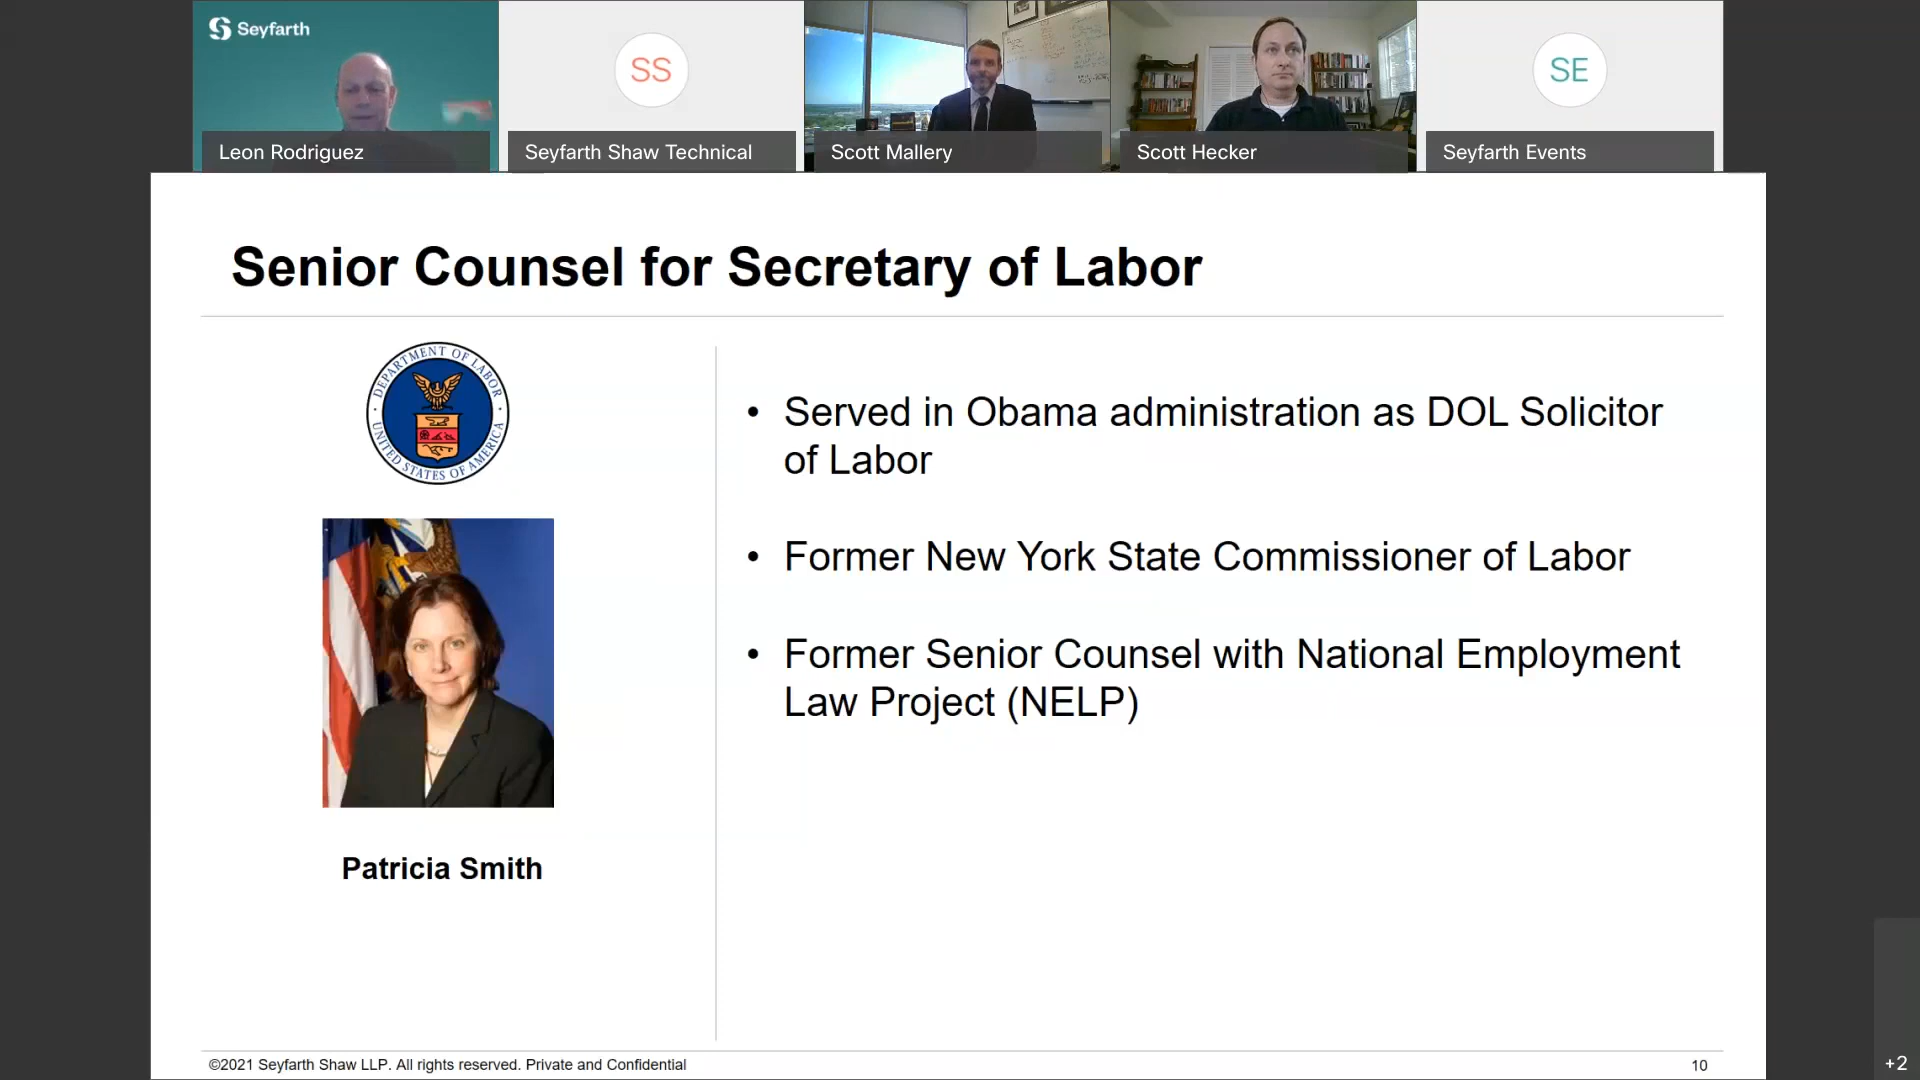 Seyfarth
SS
SE
Leon Rodriguez
Seyfarth Shaw Technical
Scott Mallery
Scott Hecker
Seyfarth Events
Senior Counsel for Secretary of Labor
DEPARTMENT OF LABOR
UNITED STATES OF AMERICA
• Served in Obama administration as DOL Solicitor
of Labor
• Former New York State Commissioner of Labor
• Former Senior Counsel with National Employment
Law Project (NELP)
Patricia Smith
©2021 Seyfarth Shaw LLP. All rights reserved. Private and Confidential
10
+2